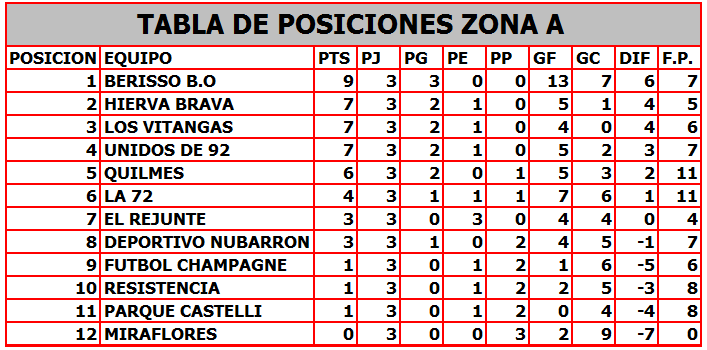 TABLA DE POSICIONES ZONA A
POSICION EQUIPO PTS PJ PG PE PP GF GC DIF F.P.
1 BERISSO B.O 9 3 3 0 0 13 7 6 7
2 HIERVA BRAVA 7 3 2 1 0 5 1 4 5
3 LOS VITANGAS 7 3 2 1 0 4 0 4 6
4 UNIDOS DE 92 7 3 2 1 0 5 2 3 7
5 QUILMES 6 3 2 0 1 5 3 2 11
6 LA 72 4 3 1 1 1 7 6 1 11
7 EL REJUNTE 3 3 0 3 0 4 4 0 4
8 DEPORTIVO NUBARRON 3 3 1 0 2 4 5 -1 7
9 FUTBOL CHAMPAGNE 1 3 0 1 2 1 6 -5 6
10 RESISTENCIA 1 3 0 1 2 2 5 -3 8
11 PARQUE CASTELLI 1 3 0 1 2 0 4 -4 8
12 MIRAFLORES 0 3 0 0 3 2 9 -7 0